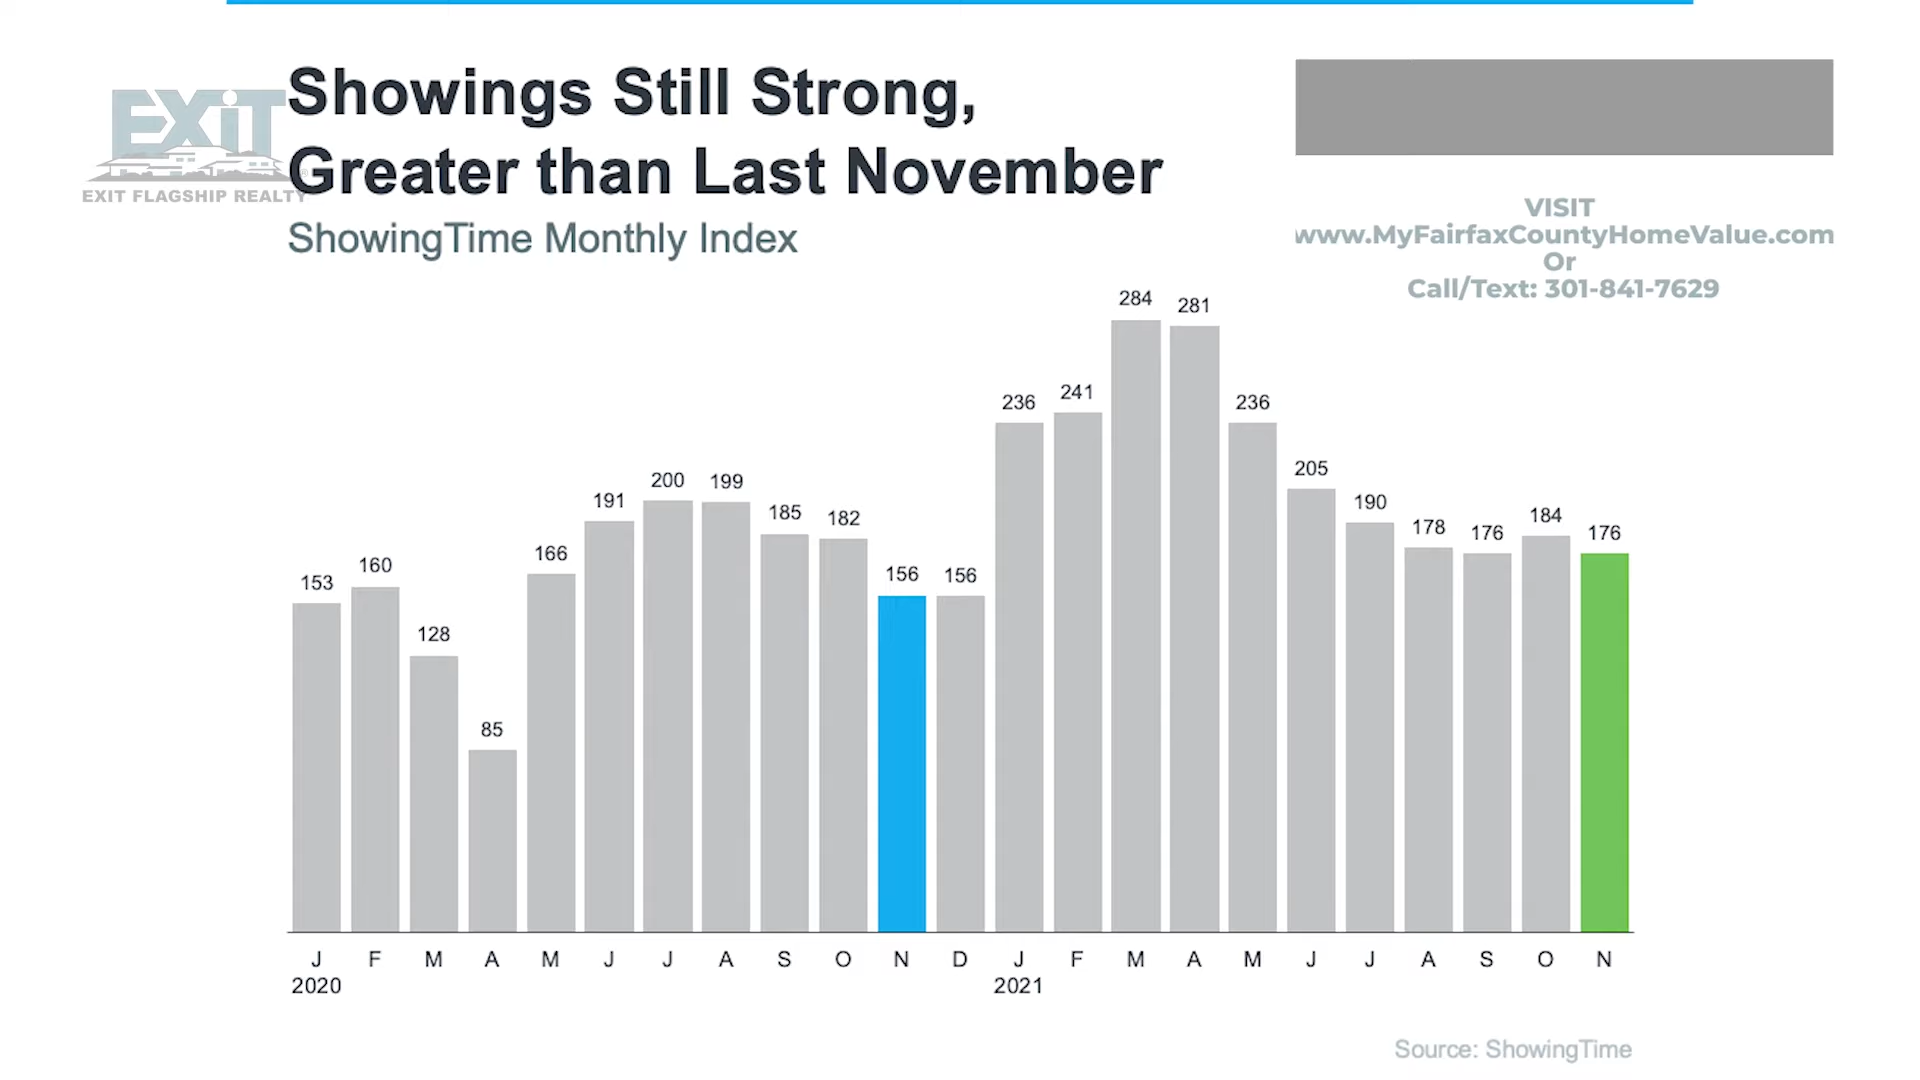 Showings Still Strong,
Greater than Last November
ShowingTime Monthly Index
EXiT
EXIT FLAGSHIP REALTY
VISIT
www.MyFairfaxCountyHomeValue.com
Or
Call/Text: 301-841-7629
153 160 128 85 166 191 200 199 185 182 156 156 236 241 284 281 236 205 190 178 176 184 176
J F M A M J J A S O N D J F M A M J J A S O N
2020 2021
Source: ShowingTime